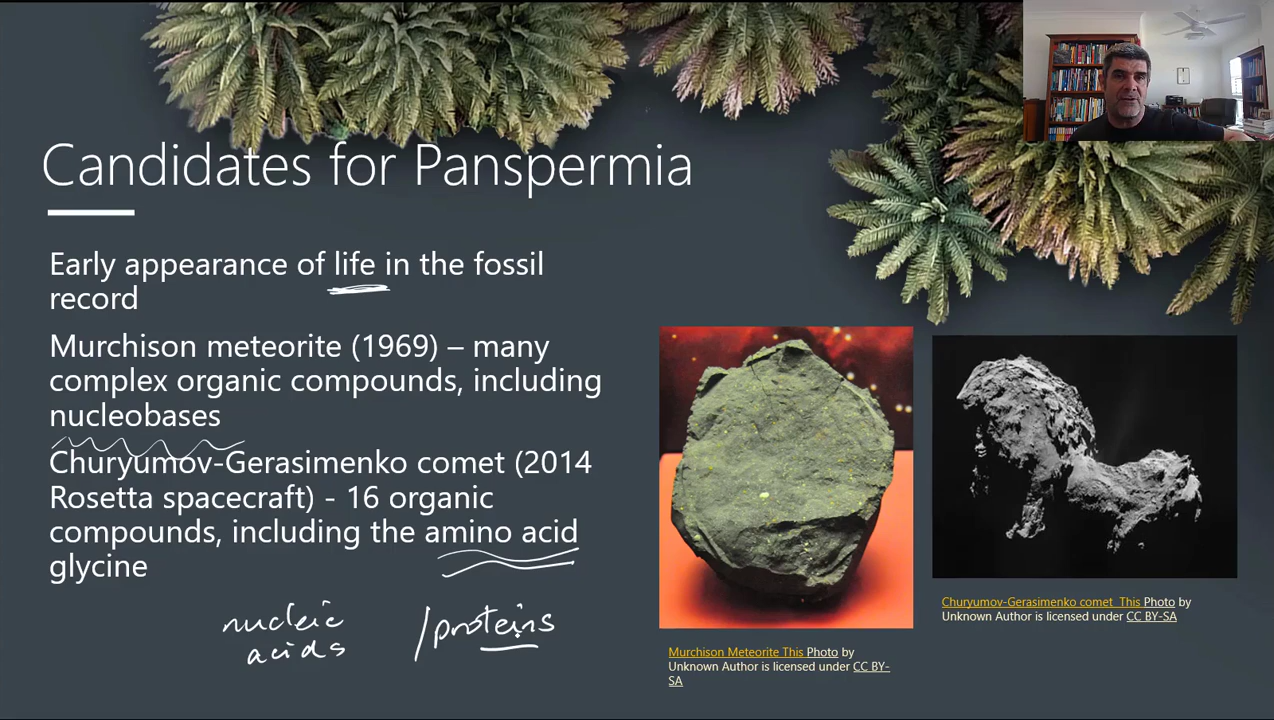 Candidates for Panspermia
Early appearance of life in the fossil
record
Murchison meteorite (1969) – many
complex organic compounds, including
nucleobases
Churyumov-Gerasimenko comet (2014
Rosetta spacecraft) - 16 organic
compounds, including the amino acid
glycine
nucleic
acids
/proteins
Murchison Meteorite This Photo by
Unknown Author is licensed under CC BY-
SA
Churyumov-Gerasimenko comet This Photo by
Unknown Author is licensed under CC BY-SA